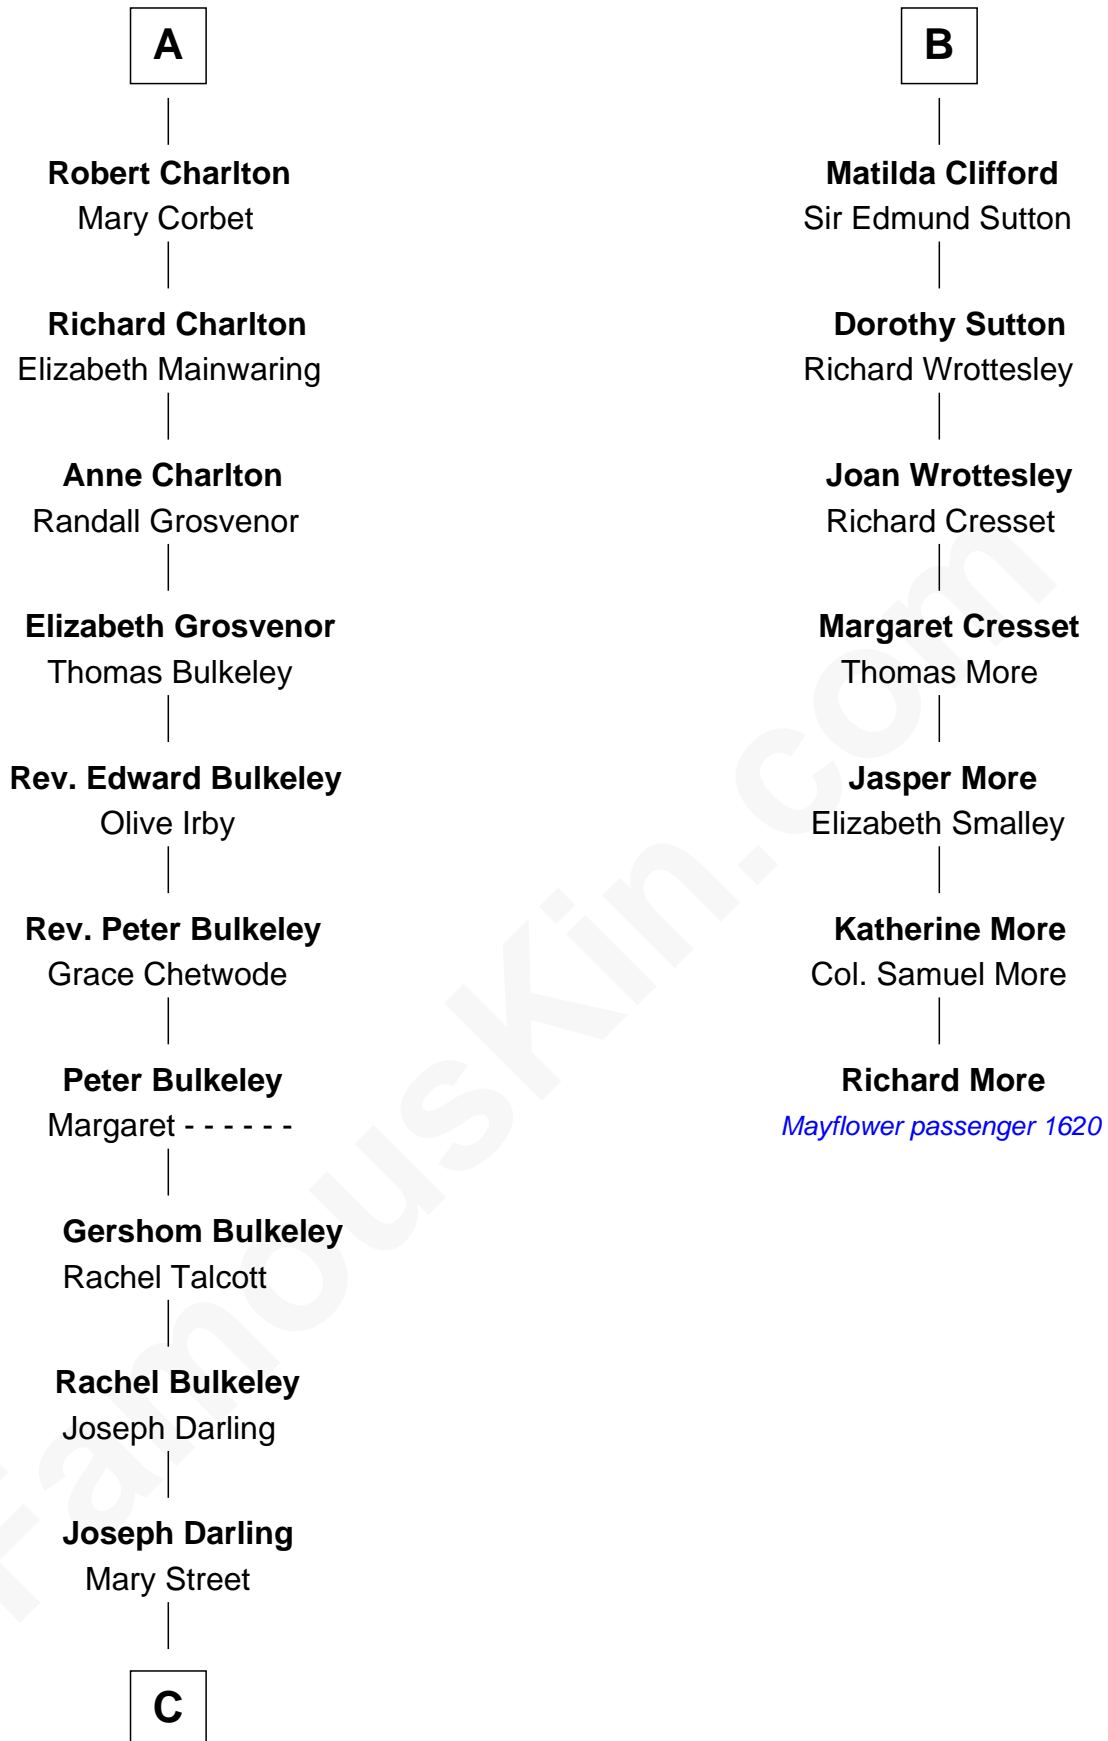 A
Robert Charlton
Mary Corbet
Richard Charlton
Elizabeth Mainwaring
Anne Charlton
Randall Grosvenor
Elizabeth Grosvenor
Thomas Bulkeley
Rev. Edward Bulkeley
Olive Irby
Rev. Peter Bulkeley
Grace Chetwode
Peter Bulkeley
Margaret - - - - - -
Gershom Bulkeley
Rachel Talcott
Rachel Bulkeley
Joseph Darling
Joseph Darling
Mary Street
C
B
Matilda Clifford
Sir Edmund Sutton
Dorothy Sutton
Richard Wrottesley
Joan Wrottesley
Richard Cresset
Margaret Cresset
Thomas More
Jasper More
Elizabeth Smalley
Katherine More
Col. Samuel More
Richard More
Mayflower passenger 1620
FamousKin.com